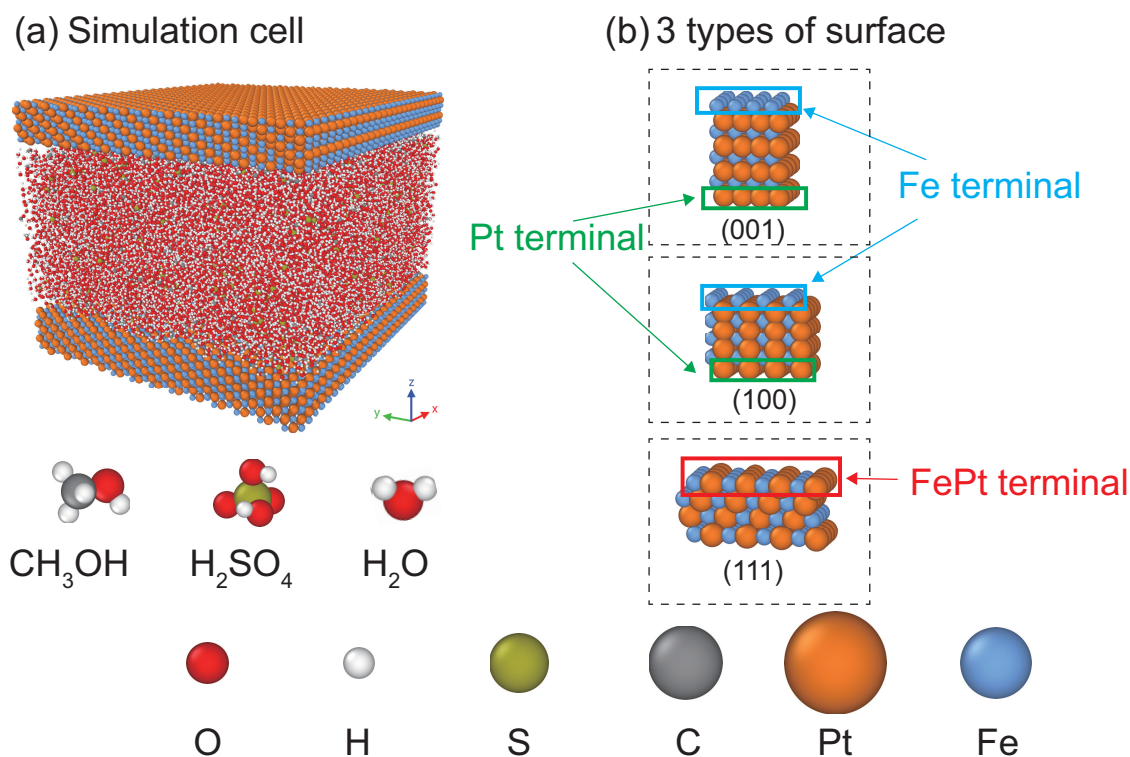 (a) Simulation cell
(b) 3 types of surface
Fe terminal
Pt terminal
(001)
(100)
FePt terminal
(111)
z
y
x
CH₃OH
H₂SO₄
H₂O
O
H
S
C
Pt
Fe